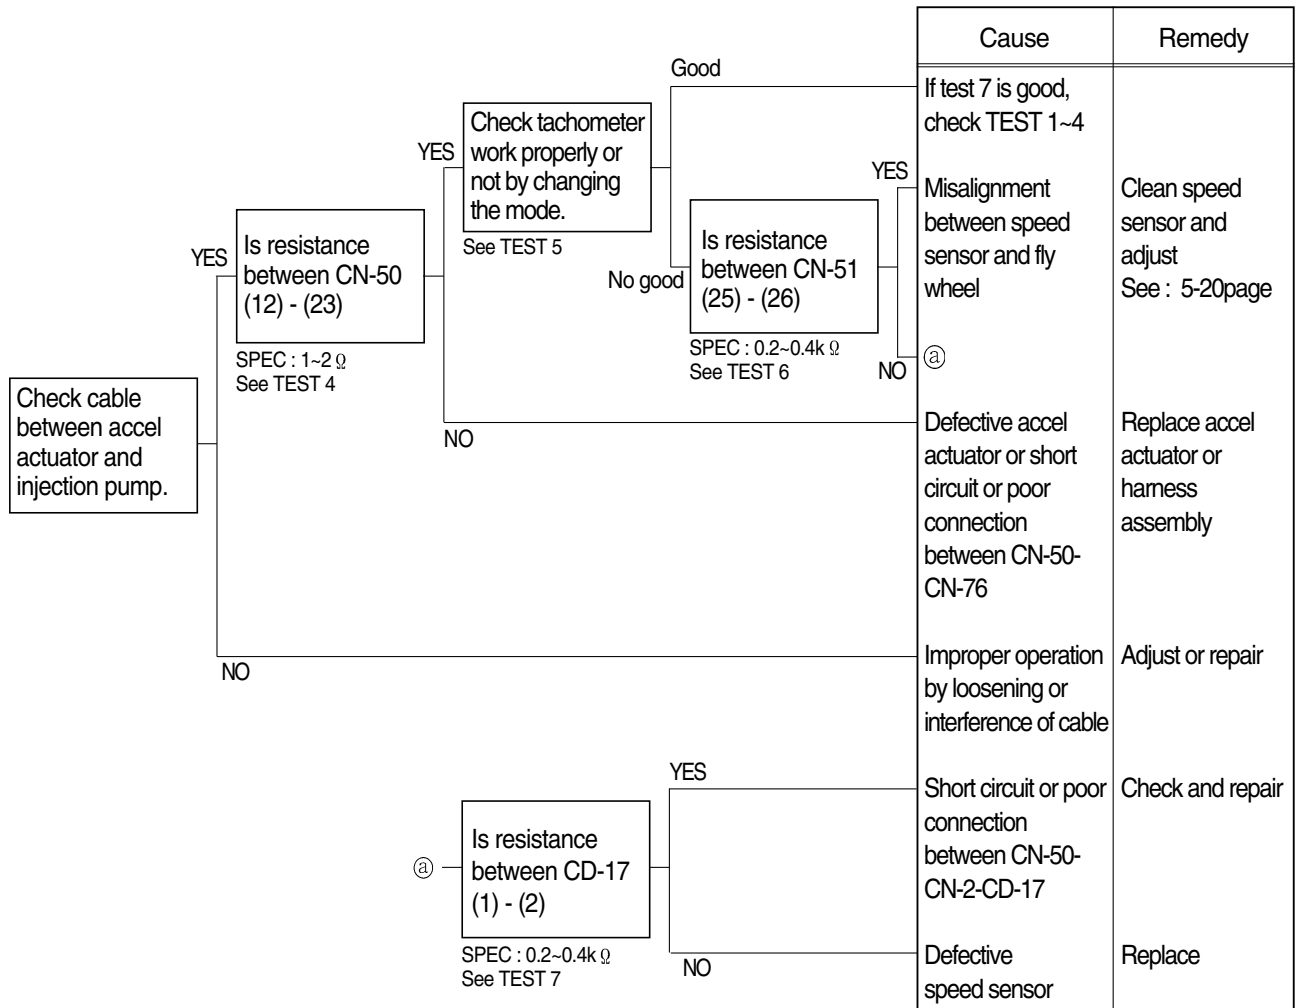 Cause
Remedy
Good
If test 7 is good,
check TEST 1~4
Check tachometer
work properly or
not by changing
the mode.
See TEST 5
YES
YES
Misalignment
between speed
sensor and fly
wheel
Clean speed
sensor and
adjust
See : 5-20page
Is resistance
between CN-50
(12) - (23)
SPEC : 1~2 Ω
See TEST 4
YES
No good
Is resistance
between CN-51
(25) - (26)
SPEC : 0.2~0.4k Ω
See TEST 6
NO
ⓐ
Check cable
between accel
actuator and
injection pump.
NO
Defective accel
actuator or short
circuit or poor
connection
between CN-50-
CN-76
Replace accel
actuator or
harness
assembly
NO
Improper operation
by loosening or
interference of cable
Adjust or repair
YES
Short circuit or poor
connection
between CN-50-
CN-2-CD-17
Check and repair
ⓐ
Is resistance
between CD-17
(1) - (2)
SPEC : 0.2~0.4k Ω
See TEST 7
NO
Defective
speed sensor
Replace